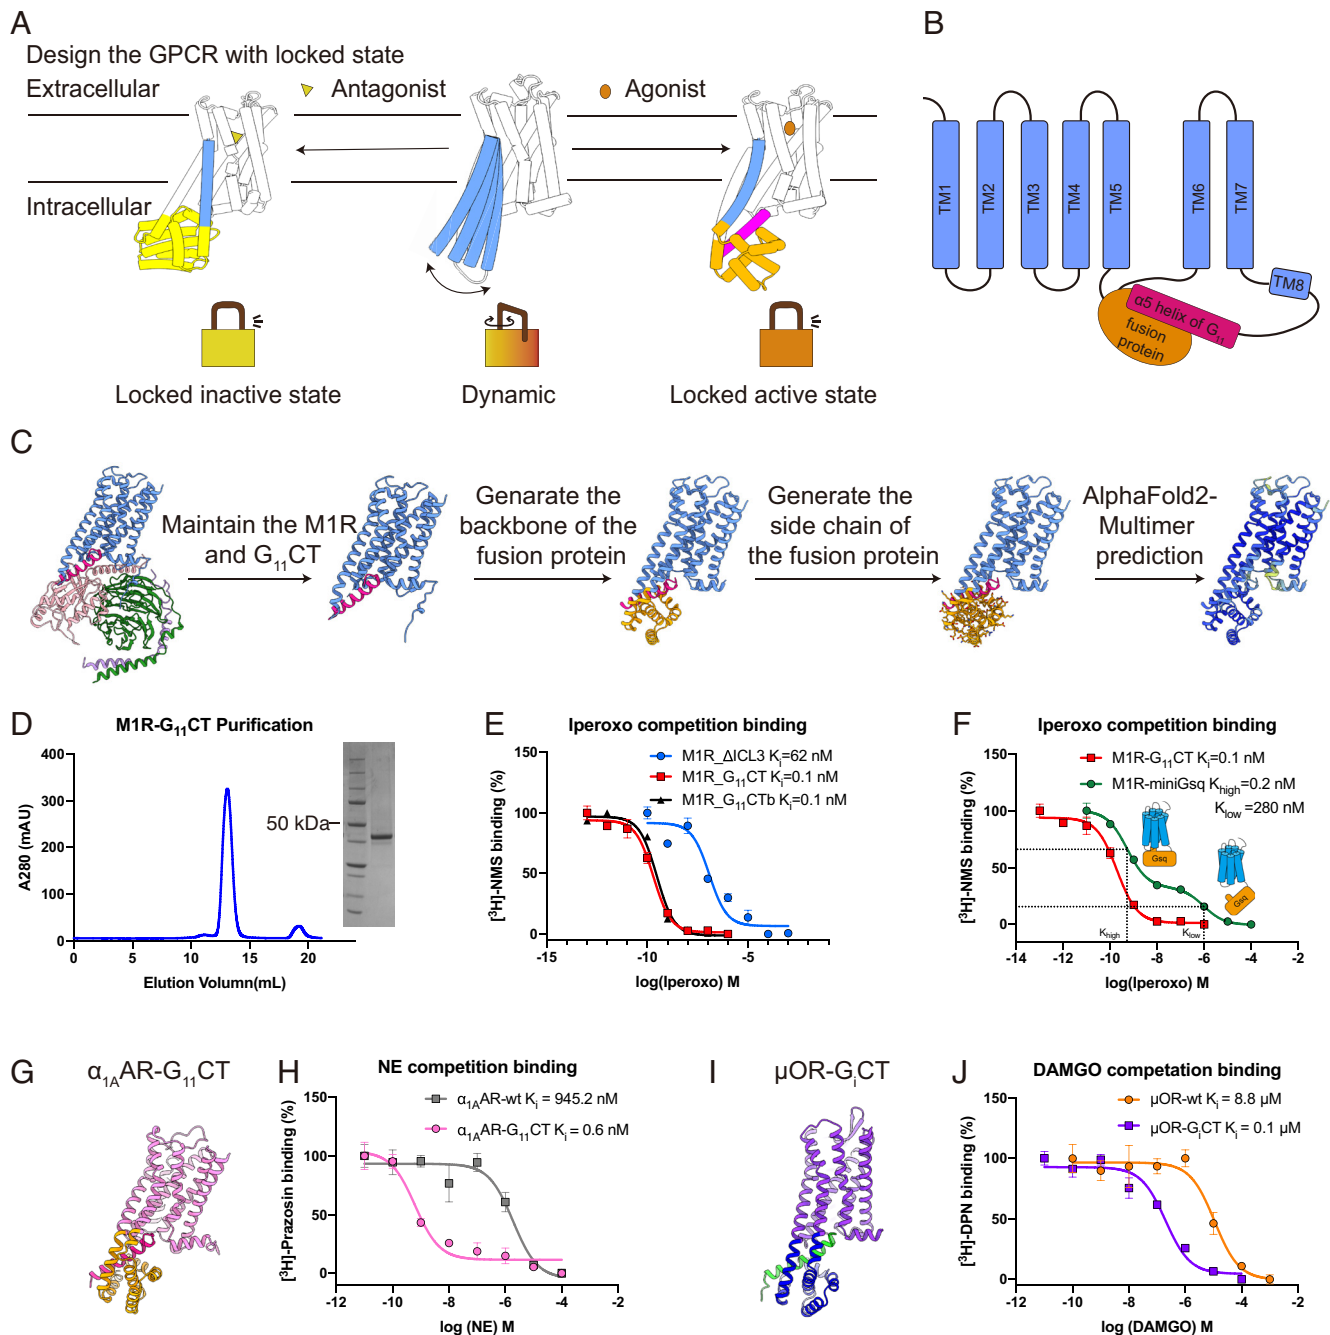 A
Design the GPCR with locked state
Extracellular
Antagonist
Agonist
Intracellular
Locked inactive state
Dynamic
Locked active state
B
TM1
TM2
TM3
TM4
TM5
TM6
TM7
TM8
α5 helix of G11
fusion
protein
C
Maintain the M1R
and G11CT
Genarate the
backbone of the
fusion protein
Generate the
side chain of
the fusion protein
AlphaFold2-
Multimer
prediction
D
M1R-G11CT Purification
A280 (mAU)
400
300
200
100
0
0
5
10
15
20
Elution Volumn(mL)
50 kDa
E
Iperoxo competition binding
[³H]-NMS binding (%)
150
100
50
0
M1R_ΔICL3 Ki=62 nM
M1R_G11CT Ki=0.1 nM
M1R_G11CTb Ki=0.1 nM
-15
-10
-5
log(Iperoxo) M
F
Iperoxo competition binding
[³H]-NMS binding (%)
150
100
50
0
M1R-G11CT Ki=0.1 nM
M1R-miniGsq Khigh=0.2 nM
Klow=280 nM
Gsq
Gsq
Khigh
Klow
-14
-12
-10
-8
-6
-4
-2
log(Iperoxo) M
G
α1AAR-G11CT
H
NE competition binding
[³H]-Prazosin binding (%)
150
100
50
0
α1AAR-wt Ki = 945.2 nM
α1AAR-G11CT Ki = 0.6 nM
-12
-10
-8
-6
-4
-2
log (NE) M
I
µOR-GiCT
J
DAMGO competation binding
[³H]-DPN binding (%)
150
100
50
0
µOR-wt Ki = 8.8 µM
µOR-GiCT Ki = 0.1 µM
-12
-10
-8
-6
-4
-2
log (DAMGO) M